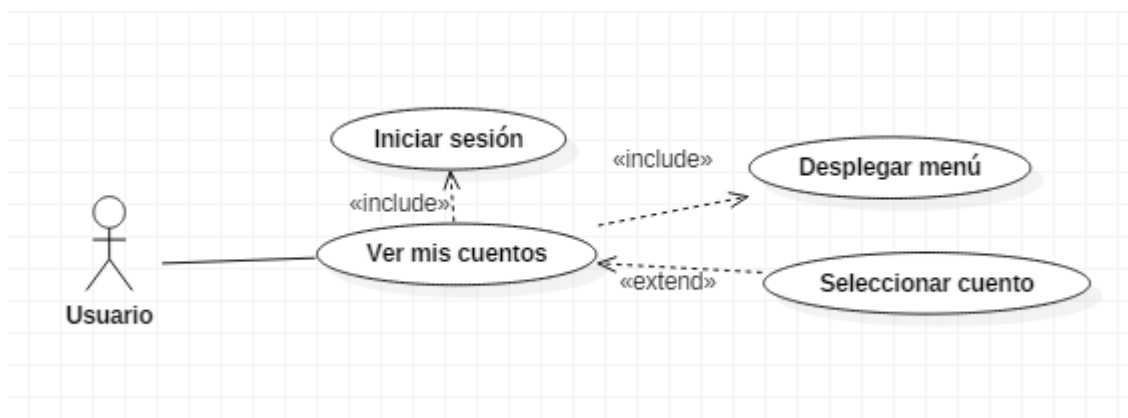 Iniciar sesión
«include»
Desplegar menú
«include»
Ver mis cuentos
«extend»
Seleccionar cuento
Usuario